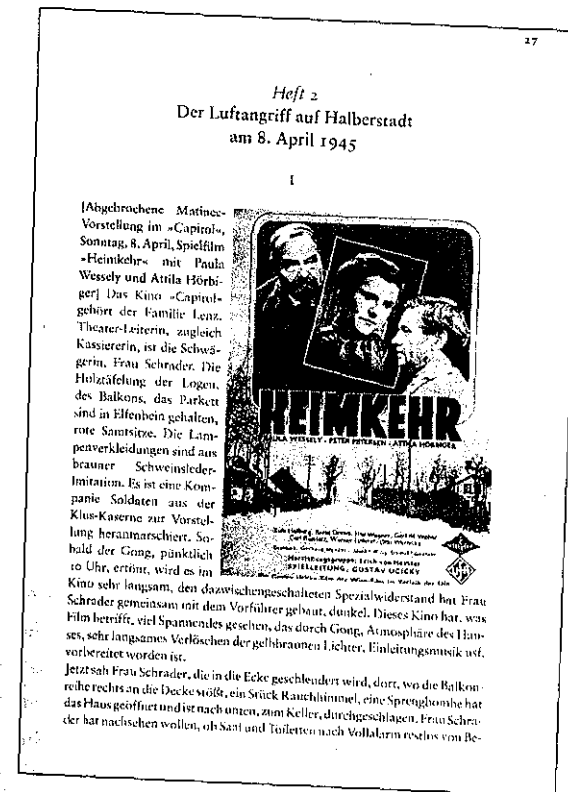 27
Heft 2
Der Luftangriff auf Halberstadt
am 8. April 1945
I
[Abgebrochene Matinee-
Vorstellung im »Capitol«,
Sonntag, 8. April, Spielfilm
»Heimkehr« mit Paula
Wessely und Attila Hörbi-
ger] Das Kino »Capitol«
gehört der Familie Lenz.
Theater-Leiterin, zugleich
Kassiererin, ist die Schwä-
gerin, Frau Schrader. Die
Holztäfelung der Logen,
des Balkons, das Parkett
sind in Elfenbein gehalten,
rote Samtsitze. Die Lam-
penverkleidungen sind aus
brauner Schweinsleder-
Imitation. Es ist eine Kom-
panie Soldaten aus der
Klus-Kaserne zur Vorstel-
lung heranmarschiert. So-
bald der Gong, pünktlich
10 Uhr, ertönt, wird es im
Kino sehr langsam, den dazwischengeschalteten Spezialwiderstand hat Frau
Schrader gemeinsam mit dem Vorführer gebaut, dunkel. Dieses Kino hat, was
Film betrifft, viel Spannendes gesehen, das durch Gong, Atmosphäre des Hau-
ses, sehr langsames Verlöschen der gelbbraunen Lichter, Einleitungsmusik usf.
vorbereitet worden ist.
Jetzt sah Frau Schrader, die in die Ecke geschleudert wird, dort, wo die Balkon-
reihe rechts an die Decke stößt, ein Stück Rauchhimmel, eine Sprengbombe hat
das Haus geöffnet und ist nach unten, zum Keller, durchgeschlagen. Frau Schra-
der hat nachsehen wollen, ob Saal und Toiletten nach Vollalarm restlos von Be-
HEIMKEHR
PAULA WESSELY · PETER PETERSEN · ATTILA HÖRBIGER
SPIELLEITUNG: GUSTAV UCICKY